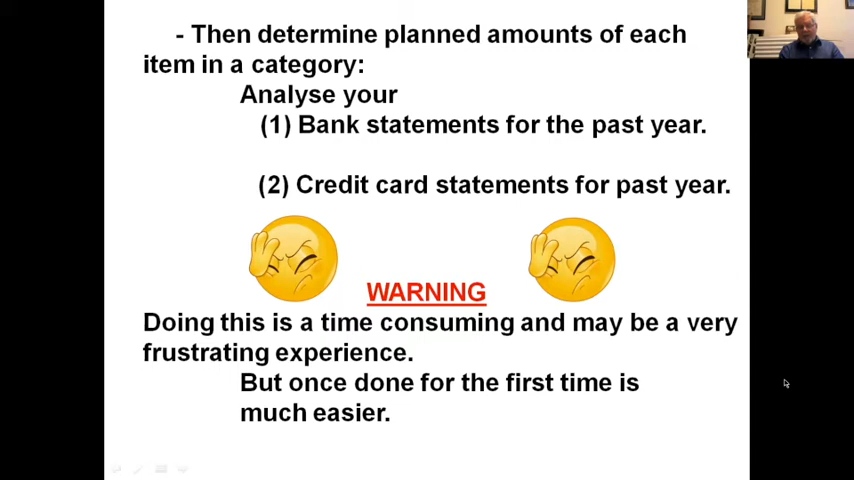 - Then determine planned amounts of each
item in a category:
Analyse your
(1) Bank statements for the past year.
(2) Credit card statements for past year.
WARNING
Doing this is a time consuming and may be a very
frustrating experience.
But once done for the first time is
much easier.